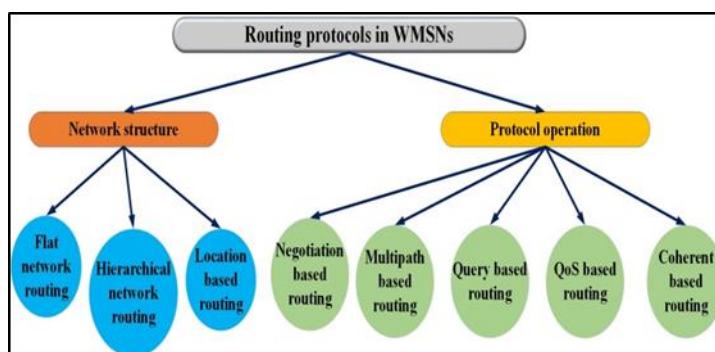 Routing protocols in WMSNs
Network structure
Protocol operation
Flat
network
routing
Hierarchical
network
routing
Location
based
routing
Negotiation
based
routing
Multipath
based
routing
Query based
routing
QoS based
routing
Coherent
based
routing